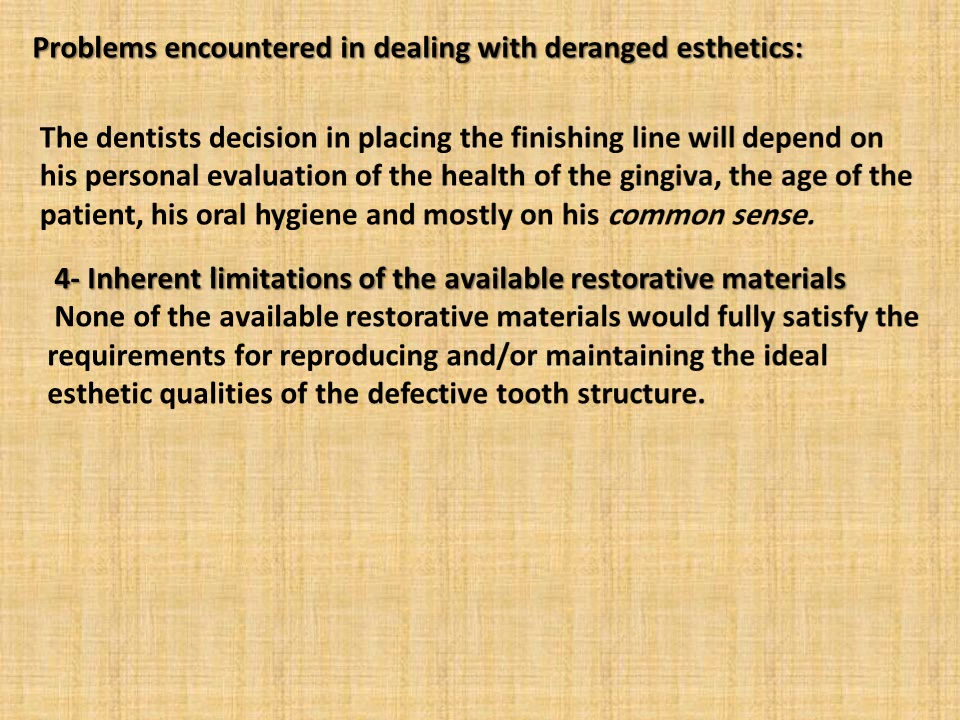 Problems encountered in dealing with deranged esthetics:
The dentists decision in placing the finishing line will depend on
his personal evaluation of the health of the gingiva, the age of the
patient, his oral hygiene and mostly on his common sense.
4- Inherent limitations of the available restorative materials
None of the available restorative materials would fully satisfy the
requirements for reproducing and/or maintaining the ideal
esthetic qualities of the defective tooth structure.